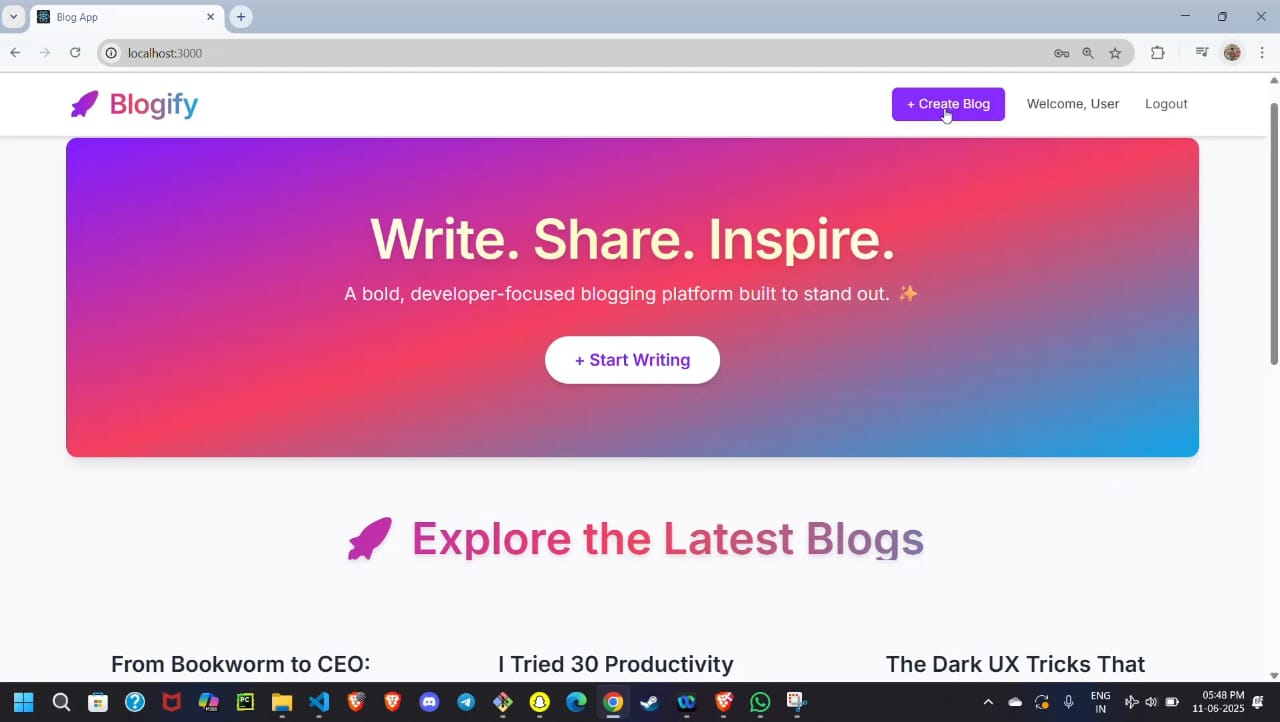 Blog App
localhost:3000
Blogify
+ Create Blog
Welcome, User
Logout
Write. Share. Inspire.
A bold, developer-focused blogging platform built to stand out. ✨
+ Start Writing
Explore the Latest Blogs
From Bookworm to CEO:
I Tried 30 Productivity
The Dark UX Tricks That
ENG
IN
05:48 PM
11-06-2025